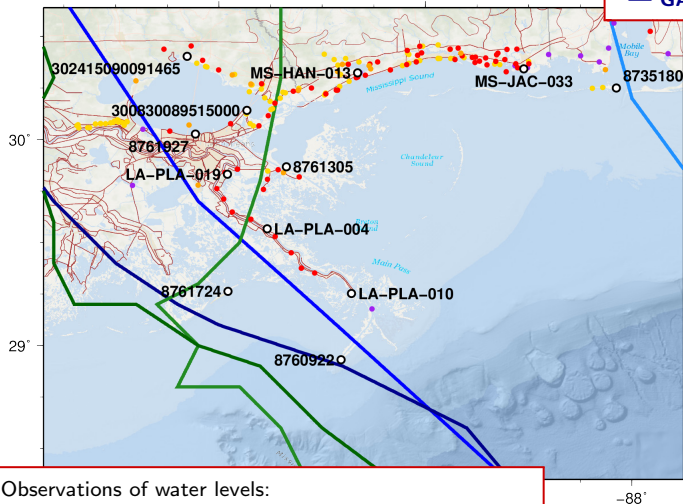 GA
Mobile
Bay
302415090091465
MS-HAN-013
Mississippi Sound
MS-JAC-033
8735180
300830089515000
30°
8761927
Chandeleur
Sound
8761305
LA-PLA-019
LA-PLA-004
Main Pass
8761724
LA-PLA-010
29°
8760922
-88°
Observations of water levels: